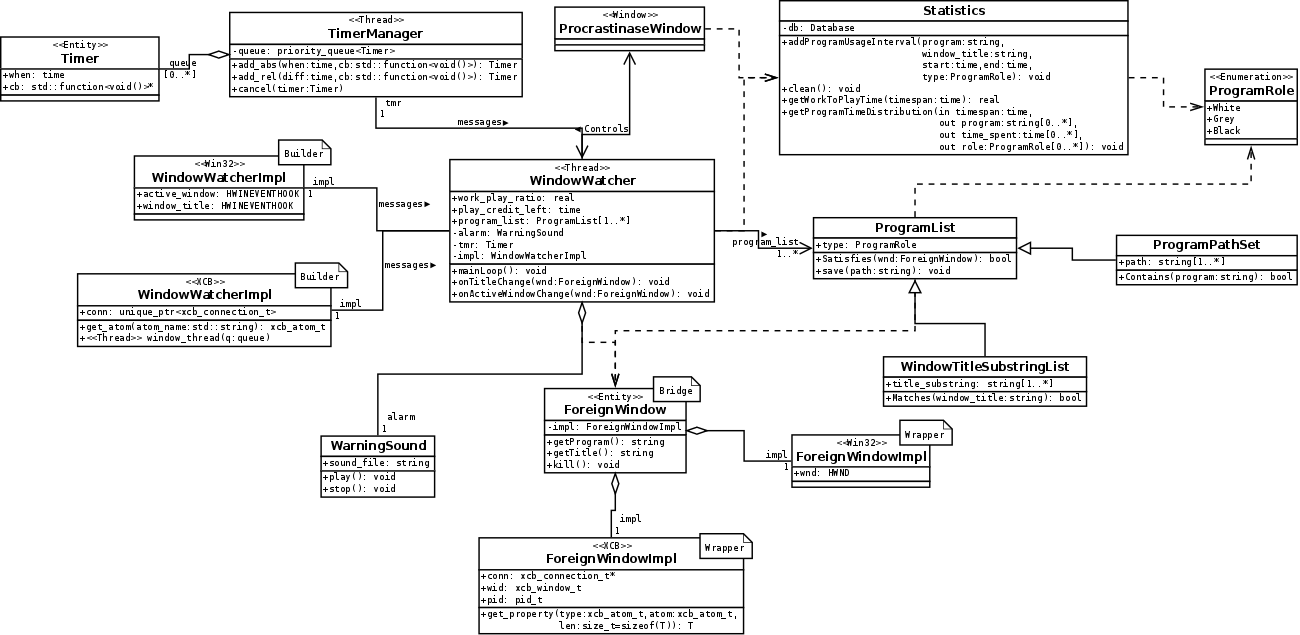 <<Entity>>
Timer
+when: time
+cb: std::function<void()>*
queue
[0..*]
<<Thread>>
TimerManager
-queue: priority_queue<Timer>
+add_abs(when:time,cb:std::function<void()>): Timer
+add_rel(diff:time,cb:std::function<void()>): Timer
+cancel(timer:Timer)
tmr
1
messages
<<Window>>
ProcrastinaseWindow
Controls
Statistics
-db: Database
+addProgramUsageInterval(program:string,
window_title:string,
start:time,end:time,
type:ProgramRole): void
+clean(): void
+getWorkToPlayTime(timespan:time): real
+getProgramTimeDistribution(in timespan:time,
out program:string[0..*],
out time_spent:time[0..*],
out role:ProgramRole[0..*]): void
<<Enumeration>>
ProgramRole
+White
+Grey
+Black
Builder
<<Win32>>
WindowWatcherImpl
+active_window: HWINEVENTHOOK
+window_title: HWINEVENTHOOK
impl
1
messages
<<Thread>>
WindowWatcher
+work_play_ratio: real
+play_credit_left: time
+program_list: ProgramList[1..*]
-alarm: WarningSound
-tmr: Timer
-impl: WindowWatcherImpl
+mainLoop(): void
+onTitleChange(wnd:ForeignWindow): void
+onActiveWindowChange(wnd:ForeignWindow): void
program_list
1..*
ProgramList
+type: ProgramRole
+Satisfies(wnd:ForeignWindow): bool
+save(path:string): void
ProgramPathSet
+path: string[1..*]
+Contains(program:string): bool
Builder
<<XCB>>
WindowWatcherImpl
+conn: unique_ptr<xcb_connection_t>
+get_atom(atom_name:std::string): xcb_atom_t
+<<Thread>> window_thread(q:queue)
messages
impl
1
WindowTitleSubstringList
+title_substring: string[1..*]
+Matches(window_title:string): bool
alarm
1
WarningSound
+sound_file: string
+play(): void
+stop(): void
Bridge
<<Entity>>
ForeignWindow
-impl: ForeignWindowImpl
+getProgram(): string
+getTitle(): string
+kill(): void
impl
1
Wrapper
<<Win32>>
ForeignWindowImpl
+wnd: HWND
impl
1
Wrapper
<<XCB>>
ForeignWindowImpl
+conn: xcb_connection_t*
+wid: xcb_window_t
+pid: pid_t
+get_property(type:xcb_atom_t,atom:xcb_atom_t,
len:size_t=sizeof(T)): T